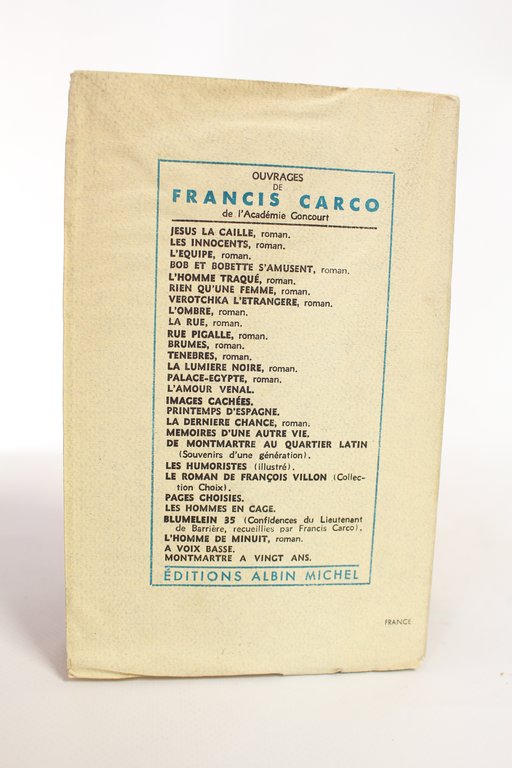 OUVRAGES
DE
FRANCIS CARCO
de l'Académie Goncourt
JESUS LA CAILLE, roman.
LES INNOCENTS, roman.
L'EQUIPE, roman.
BOB ET BOBETTE S'AMUSENT, roman.
L'HOMME TRAQUÉ, roman.
RIEN QU'UNE FEMME, roman.
VEROTCHKA L'ETRANGERE, roman.
L'OMBRE, roman.
LA RUE, roman.
RUE PIGALLE, roman.
BRUMES, roman.
TENEBRES, roman.
LA LUMIERE NOIRE, roman.
PALACE-EGYPTE, roman.
L'AMOUR VENAL.
IMAGES CACHÉES.
PRINTEMPS D'ESPAGNE.
LA DERNIERE CHANCE, roman.
MEMOIRES D'UNE AUTRE VIE.
DE MONTMARTRE AU QUARTIER LATIN
(Souvenirs d'une génération).
LES HUMORISTES (illustré).
LE ROMAN DE FRANÇOIS VILLON (Collec-
tion Choix).
PAGES CHOISIES.
LES HOMMES EN CAGE.
BLUMELEIN 35 (Confidences du Lieutenant
de Barrière, recueillies par Francis Carco).
L'HOMME DE MINUIT, roman.
A VOIX BASSE.
MONTMARTRE A VINGT ANS.
ÉDITIONS ALBIN MICHEL
FRANCE